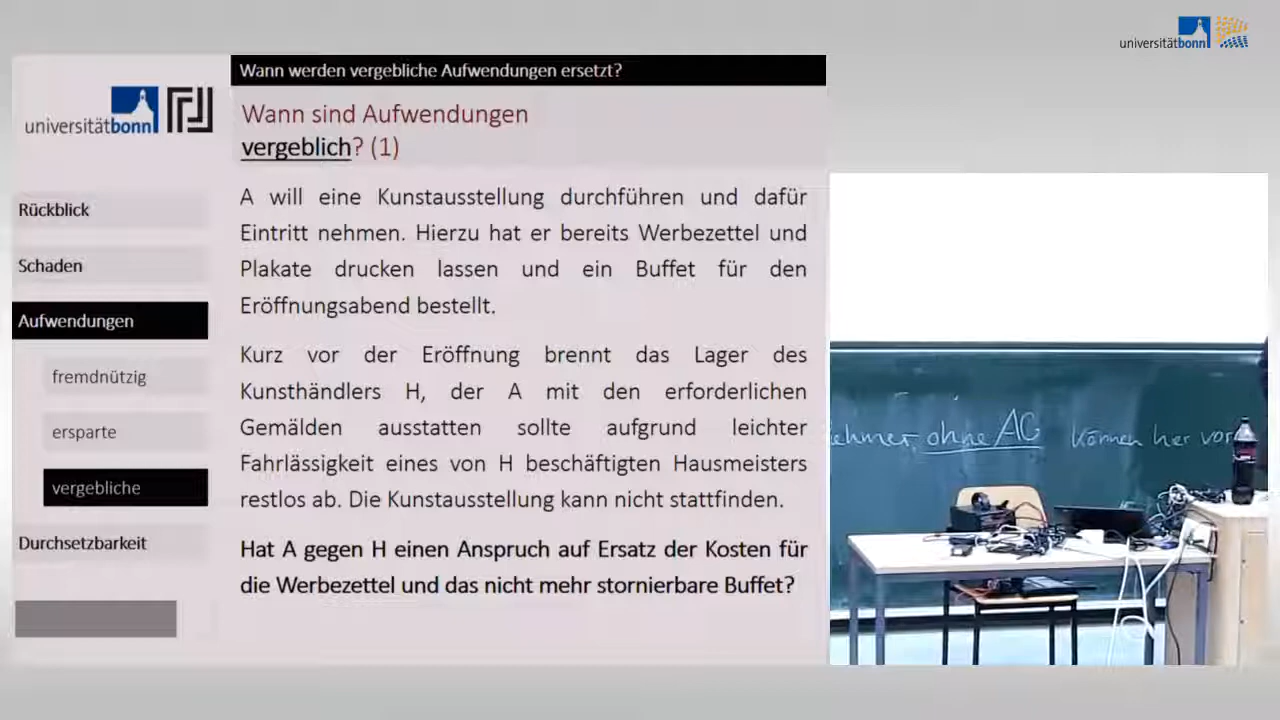 universitätbonn
Wann werden vergebliche Aufwendungen ersetzt?
universitätbonn
Wann sind Aufwendungen
vergeblich? (1)
Rückblick
Schaden
Aufwendungen
fremdnützig
ersparte
vergebliche
Durchsetzbarkeit
A will eine Kunstausstellung durchführen und dafür
Eintritt nehmen. Hierzu hat er bereits Werbezettel und
Plakate drucken lassen und ein Buffet für den
Eröffnungsabend bestellt.
Kurz vor der Eröffnung brennt das Lager des
Kunsthändlers H, der A mit den erforderlichen
Gemälden ausstatten sollte aufgrund leichter
Fahrlässigkeit eines von H beschäftigten Hausmeisters
restlos ab. Die Kunstausstellung kann nicht stattfinden.
Hat A gegen H einen Anspruch auf Ersatz der Kosten für
die Werbezettel und das nicht mehr stornierbare Buffet?
ohne AG können her vor